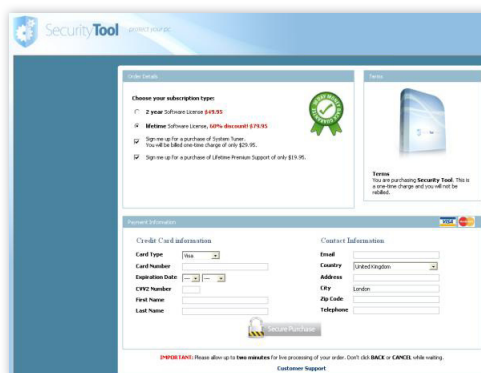 SecurityTool protect your pc
Order Details
Choose your subscription type:
2 year Software License $49.95
lifetime Software License, 60% discount! $79.95
Sign me up for a purchase of System Tuner.
You will be billed one-time charge of only $29.95.
Sign me up for a purchase of Lifetime Premium Support of only $19.95.
Terms
Terms
You are purchasing Security Tool. This is
a one-time charge and you will not be
rebilled.
Payment Information
VISA
Credit Card information
Card Type Visa
Card Number
Expiration Date --- ---
CVV2 Number
First Name
Last Name
Contact Information
Email
Country United Kingdom
Address
City London
Zip Code
Telephone
Secure Purchase
IMPORTANT: Please allow up to two minutes for live processing of your order. Don't click BACK or CANCEL while waiting.
Customer Support